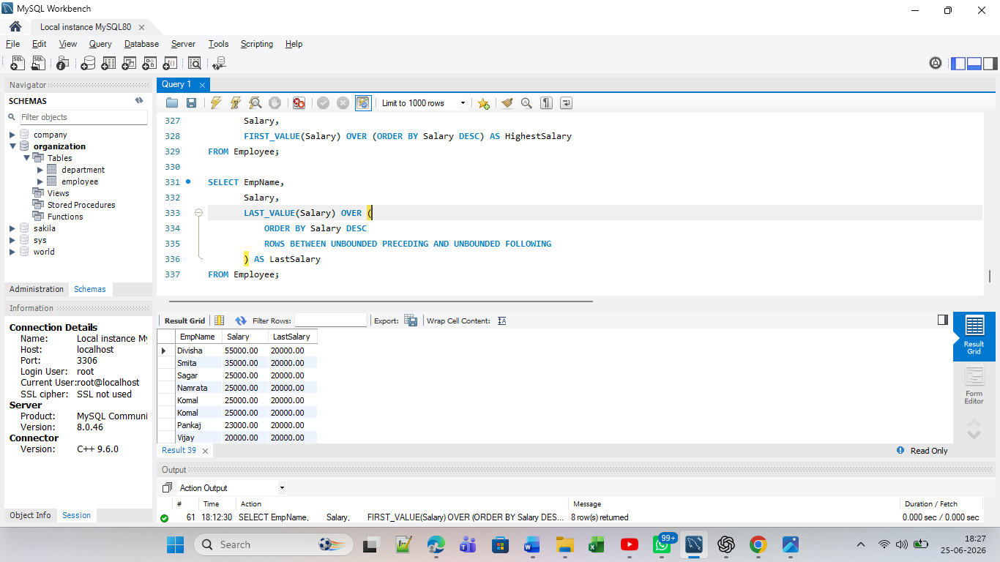 MySQL Workbench
Local instance MySQL80
File Edit View Query Database Server Tools Scripting Help
Navigator
SCHEMAS
Filter objects
company
organization
Tables
department
employee
Views
Stored Procedures
Functions
sakila
sys
world
Administration Schemas
Information
Connection Details
Name: Local instance My
Host: localhost
Port: 3306
Login User: root
Current User: root@localhost
SSL cipher: SSL not used
Server
Product: MySQL Communi
Version: 8.0.46
Connector
Version: C++ 9.6.0
Object Info Session
Query 1
Limit to 1000 rows
327 Salary,
328 FIRST_VALUE(Salary) OVER (ORDER BY Salary DESC) AS HighestSalary
329 FROM Employee;
330
331 SELECT EmpName,
332 Salary,
333 LAST_VALUE(Salary) OVER (
334 ORDER BY Salary DESC
335 ROWS BETWEEN UNBOUNDED PRECEDING AND UNBOUNDED FOLLOWING
336 ) AS LastSalary
337 FROM Employee;
Result Grid Filter Rows: Export: Wrap Cell Content:
EmpName Salary LastSalary
Divisha 55000.00 20000.00
Smita 35000.00 20000.00
Sagar 25000.00 20000.00
Namrata 25000.00 20000.00
Komal 25000.00 20000.00
Komal 25000.00 20000.00
Pankaj 23000.00 20000.00
Vijay 20000.00 20000.00
Result Grid
Form Editor
Result 39
Read Only
Output
Action Output
# Time Action Message Duration / Fetch
61 18:12:30 SELECT EmpName, Salary, FIRST_VALUE(Salary) OVER (ORDER BY Salary DES... 8 row(s) returned 0.000 sec / 0.000 sec
Search
99+
18:27
25-06-2026